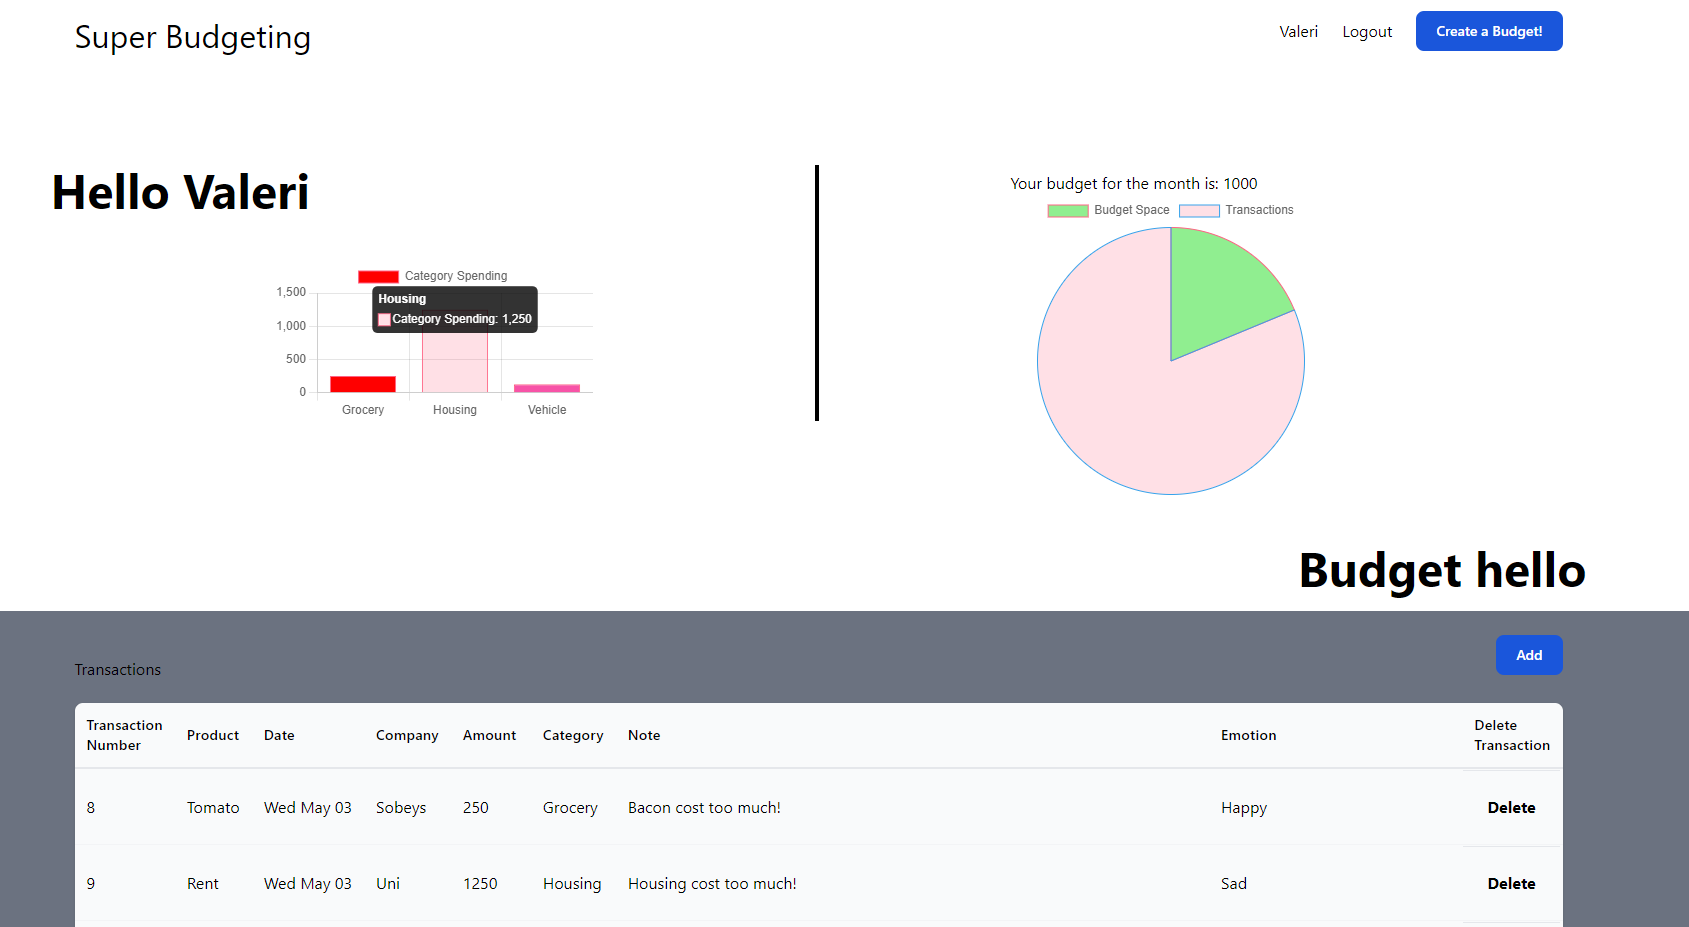 Super Budgeting
Valeri Logout Create a Budget!
Hello Valeri
Category Spending
1,500
1,000
500
0
Housing
Category Spending: 1,250
Grocery Housing Vehicle
Your budget for the month is: 1000
Budget Space Transactions
Budget hello
Transactions
Add
Transaction Number Product Date Company Amount Category Note Emotion Delete Transaction
8 Tomato Wed May 03 Sobeys 250 Grocery Bacon cost too much! Happy Delete
9 Rent Wed May 03 Uni 1250 Housing Housing cost too much! Sad Delete